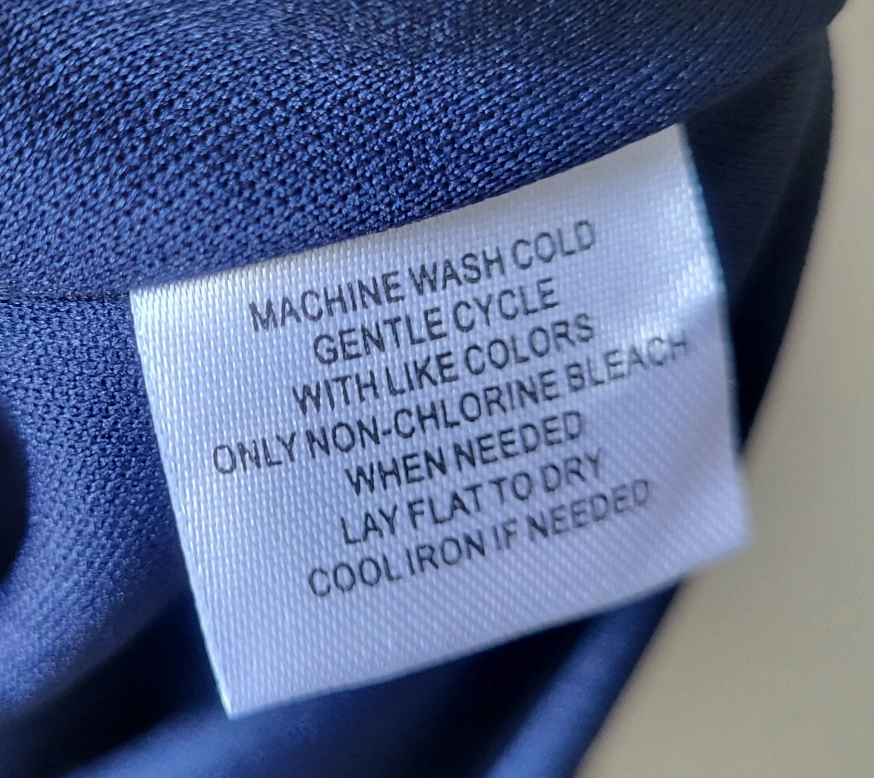 MACHINE WASH COLD
GENTLE CYCLE
WITH LIKE COLORS
ONLY NON-CHLORINE BLEACH
WHEN NEEDED
LAY FLAT TO DRY
COOL IRON IF NEEDED